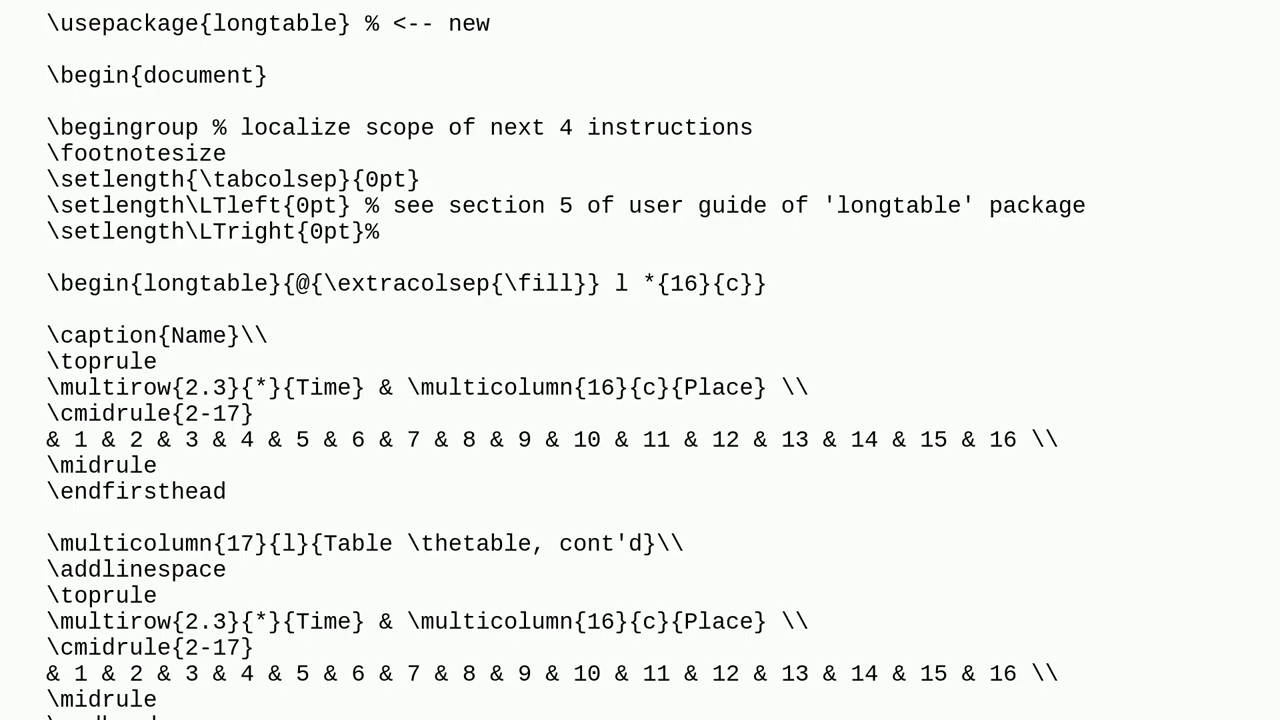 \usepackage{longtable} % <-- new
\begin{document}
\begingroup % localize scope of next 4 instructions
\footnotesize
\setlength{\tabcolsep}{0pt}
\setlength\LTleft{0pt} % see section 5 of user guide of 'longtable' package
\setlength\LTright{0pt}%
\begin{longtable}{@{\extracolsep{\fill}} l *{16}{c}}
\caption{Name}\\
\toprule
\multirow{2.3}{*}{Time} & \multicolumn{16}{c}{Place} \\
\cmidrule{2-17}
& 1 & 2 & 3 & 4 & 5 & 6 & 7 & 8 & 9 & 10 & 11 & 12 & 13 & 14 & 15 & 16 \\
\midrule
\endfirsthead
\multicolumn{17}{l}{Table \thetable, cont'd}\\
\addlinespace
\toprule
\multirow{2.3}{*}{Time} & \multicolumn{16}{c}{Place} \\
\cmidrule{2-17}
& 1 & 2 & 3 & 4 & 5 & 6 & 7 & 8 & 9 & 10 & 11 & 12 & 13 & 14 & 15 & 16 \\
\midrule